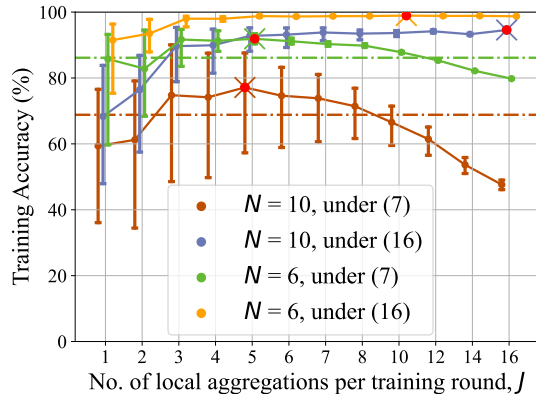 Training Accuracy (%)
100
80
60
40
20
0
N = 10, under (7)
N = 10, under (16)
N = 6, under (7)
N = 6, under (16)
1 2 3 4 5 6 7 8 10 12 14 16
No. of local aggregations per training round, J